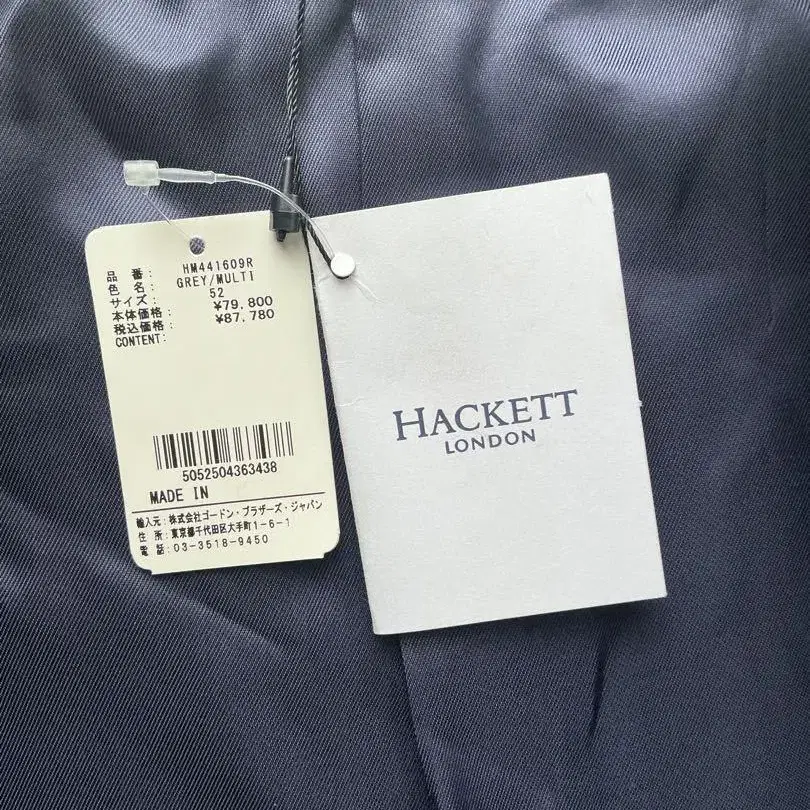 品 番: HM441609R
色 名: GREY/MULTI
サイズ: 52
本体価格: ¥79,800
税込価格: ¥87,780
CONTENT:
5052504363438
MADE IN
輸入元:株式会社ゴードン・ブラザーズ・ジャパン
住 所:東京都千代田区大手町1-6-1
電 話:03-3518-9450
HACKETT
LONDON